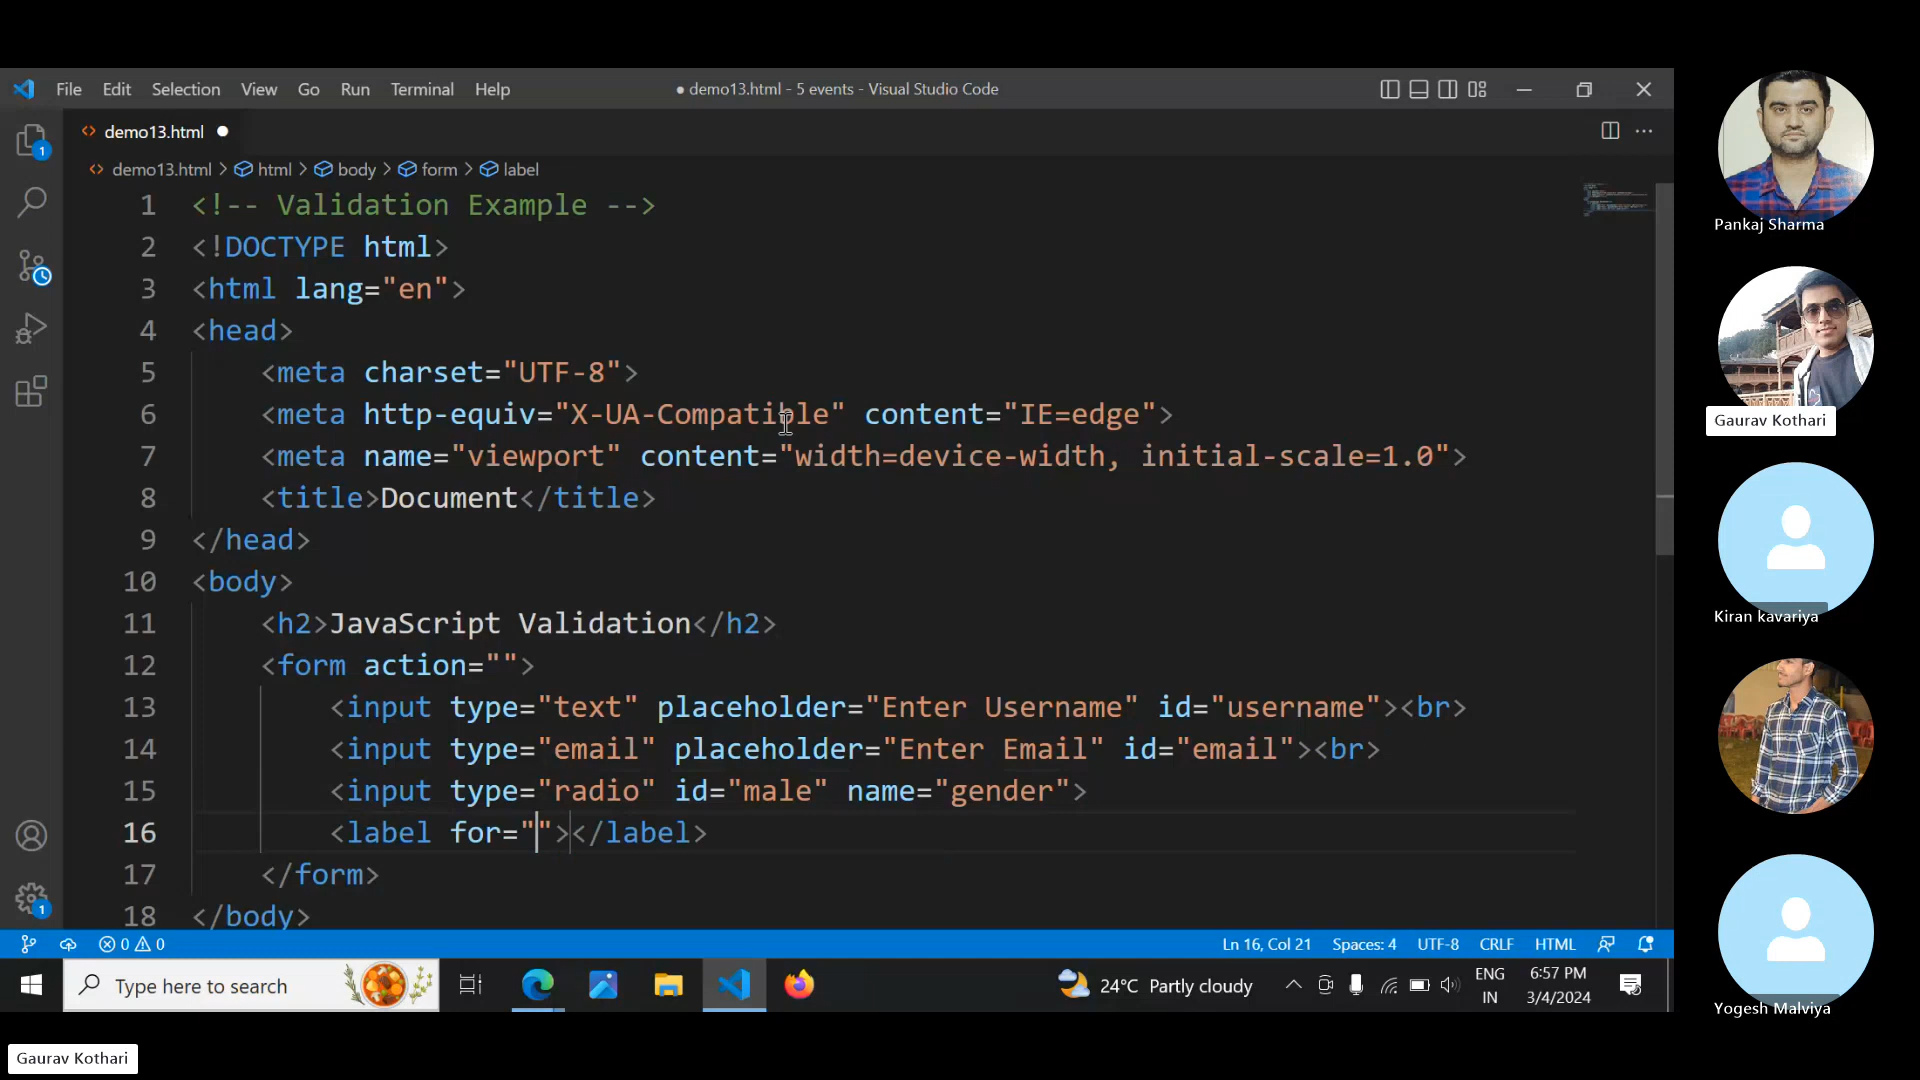 File Edit Selection View Go Run Terminal Help
● demo13.html - 5 events - Visual Studio Code
demo13.html
demo13.html > html > body > form > label
1 <!-- Validation Example -->
2 <!DOCTYPE html>
3 <html lang="en">
4 <head>
5 <meta charset="UTF-8">
6 <meta http-equiv="X-UA-Compatible" content="IE=edge">
7 <meta name="viewport" content="width=device-width, initial-scale=1.0">
8 <title>Document</title>
9 </head>
10 <body>
11 <h2>JavaScript Validation</h2>
12 <form action="">
13 <input type="text" placeholder="Enter Username" id="username"><br>
14 <input type="email" placeholder="Enter Email" id="email"><br>
15 <input type="radio" id="male" name="gender">
16 <label for=""></label>
17 </form>
18 </body>
1
1
0 0
Ln 16, Col 21 Spaces: 4 UTF-8 CRLF HTML
Type here to search
24°C Partly cloudy
ENG
IN
6:57 PM
3/4/2024
Pankaj Sharma
Gaurav Kothari
Kiran kavariya
Yogesh Malviya
Gaurav Kothari